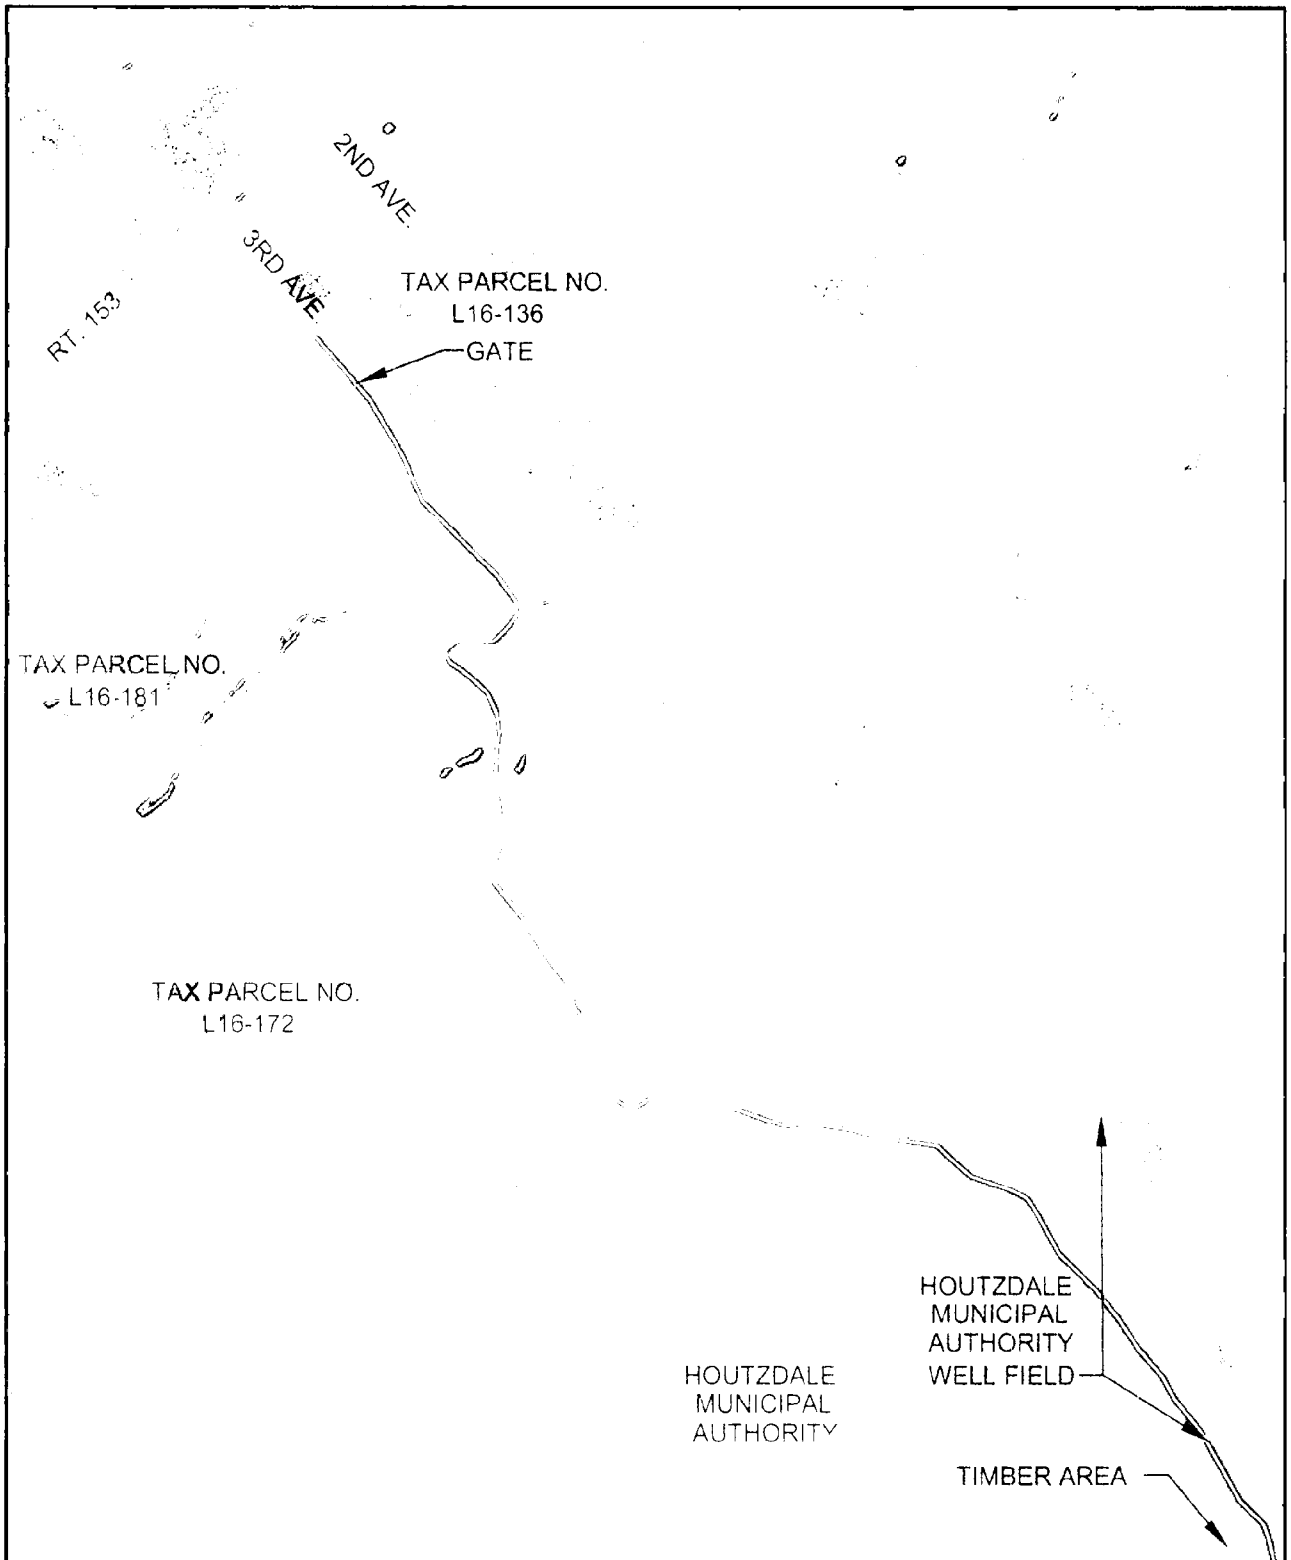 2ND AVE.
3RD AVE.
RT. 153
TAX PARCEL NO.
L16-136
GATE
TAX PARCEL NO.
L16-181
TAX PARCEL NO.
L16-172
HOUTZDALE
MUNICIPAL
AUTHORITY
WELL FIELD
HOUTZDALE
MUNICIPAL
AUTHORITY
TIMBER AREA